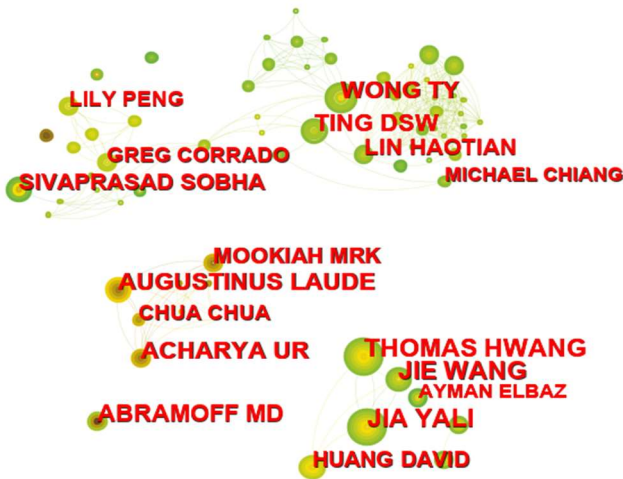 WONG TY
LILY PENG
TING DSW
LIN HAOTIAN
GREG CORRADO
MICHAEL CHIANG
SIVAPRASAD SOBHA
MOOKIAH MRK
AUGUSTINUS LAUDE
CHUA CHUA
ACHARYA UR
THOMAS HWANG
JIE WANG
AYMAN ELBAZ
ABRAMOFF MD
JIA YALI
HUANG DAVID